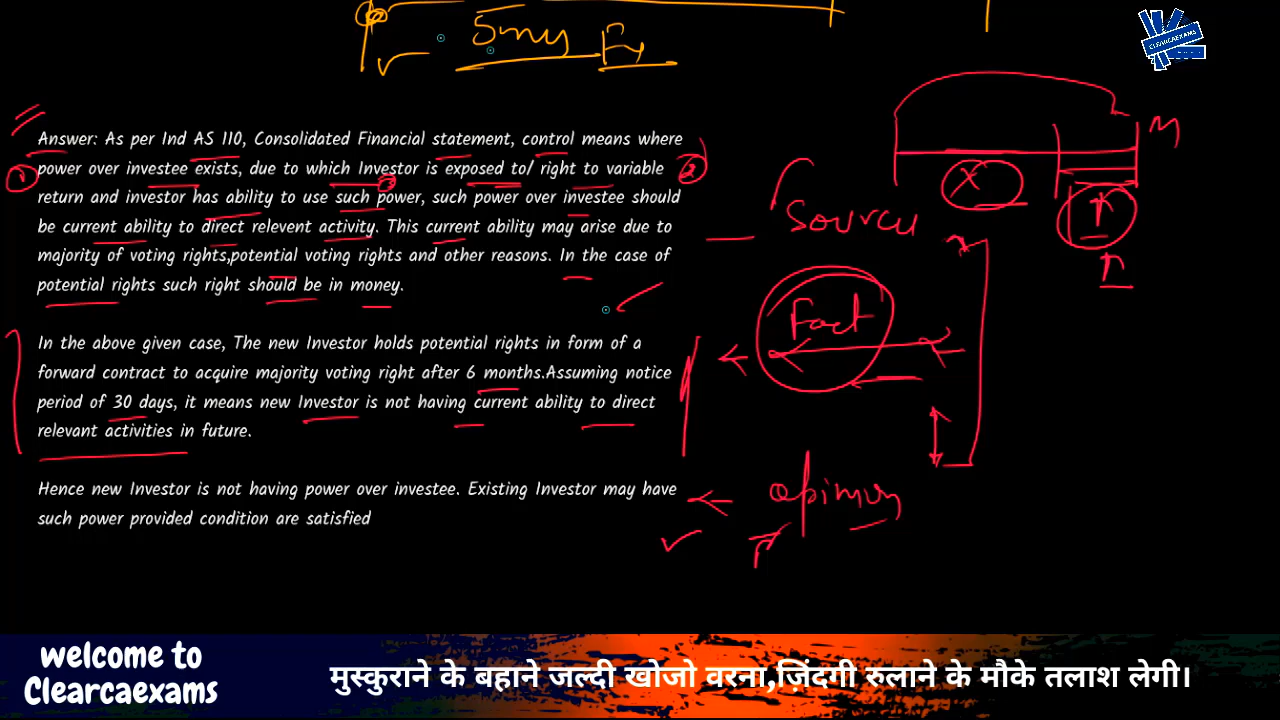 CLEARCAEXAMS
Answer: As per Ind AS 110, Consolidated Financial statement, control means where
power over investee exists, due to which Investor is exposed to/ right to variable
return and investor has ability to use such power, such power over investee should
be current ability to direct relevent activity. This current ability may arise due to
majority of voting rights,potential voting rights and other reasons. In the case of
potential rights such right should be in money.
In the above given case, The new Investor holds potential rights in form of a
forward contract to acquire majority voting right after 6 months.Assuming notice
period of 30 days, it means new Investor is not having current ability to direct
relevant activities in future.
Hence new Investor is not having power over investee. Existing Investor may have
such power provided condition are satisfied
1
2
3
X
Source
Fact
opinion
welcome to
Clearcaexams
मुस्कुराने के बहाने जल्दी खोजो वरना,ज़िंदगी रुलाने के मौके तलाश लेगी।